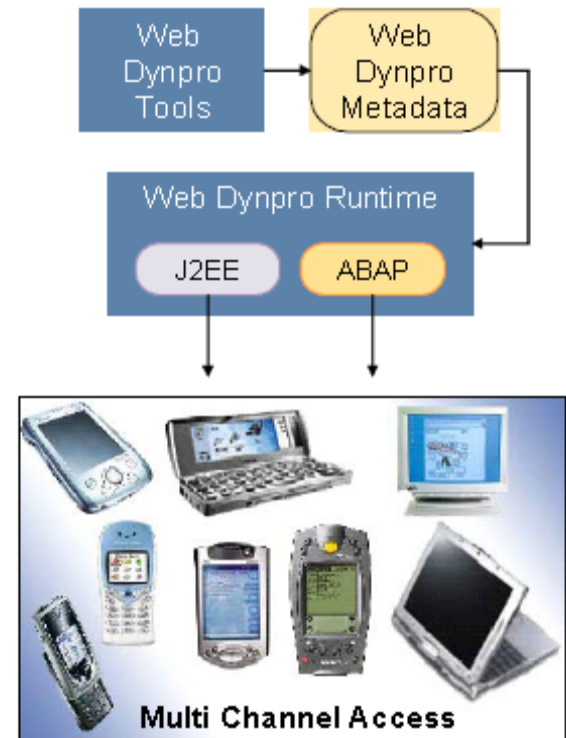 Web
Dynpro
Tools
Web
Dynpro
Metadata
Web Dynpro Runtime
J2EE
ABAP
Multi Channel Access